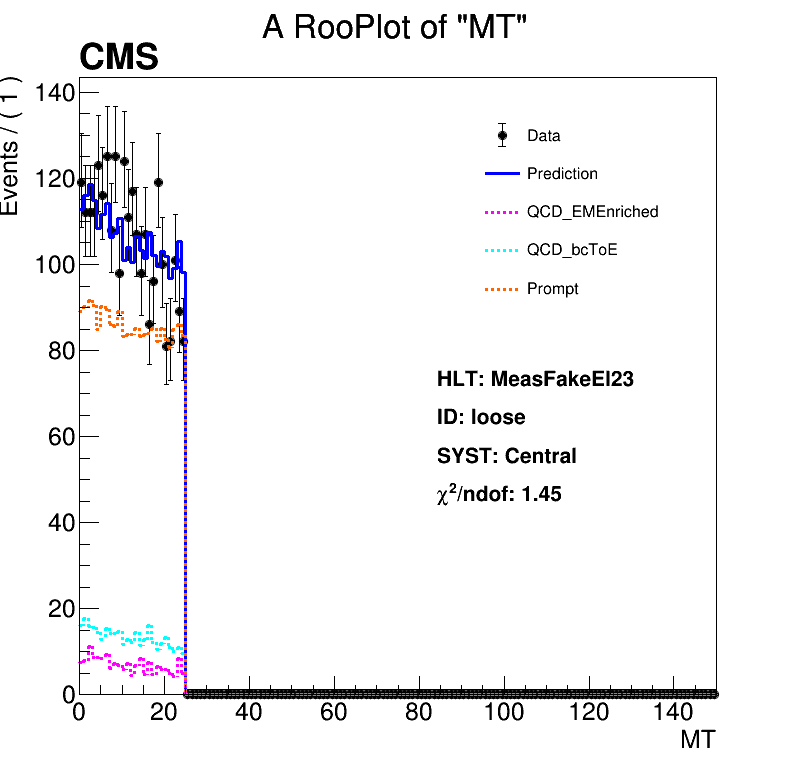 A RooPlot of "MT"
CMS
Events / ( 1 )
140
120
100
80
60
40
20
0
Data
Prediction
QCD_EMEnriched
QCD_bcToE
Prompt
HLT: MeasFakeEl23
ID: loose
SYST: Central
χ²/ndof: 1.45
0 20 40 60 80 100 120 140
MT